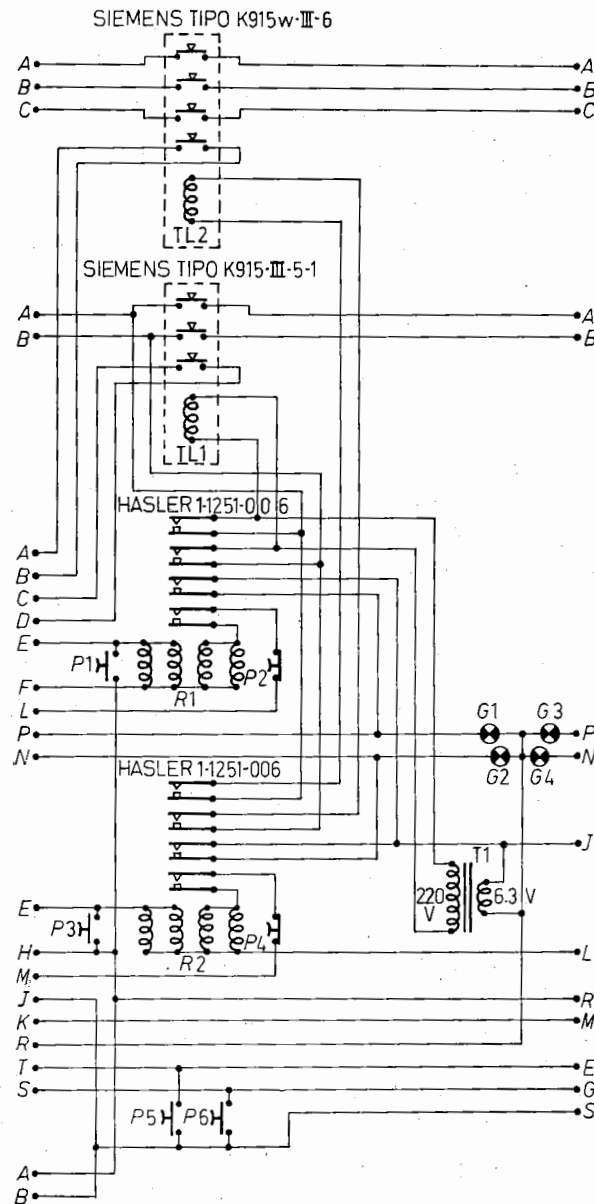 SIEMENS TIPO K915w-III-6
A A
B B
C C
TL2
SIEMENS TIPO K915-III-5-1
A A
B B
TL1
HASLER 1-1251-006
A
B
C
D
E
P1 P2
F R1
L
G1 G3
P P
N N
G2 G4
HASLER 1-1251-006
J
T1
220 V 6.3 V
E
P3 P4
H R2 L
M
J R
K M
R
T E
S G
P5 P6 S
A
B